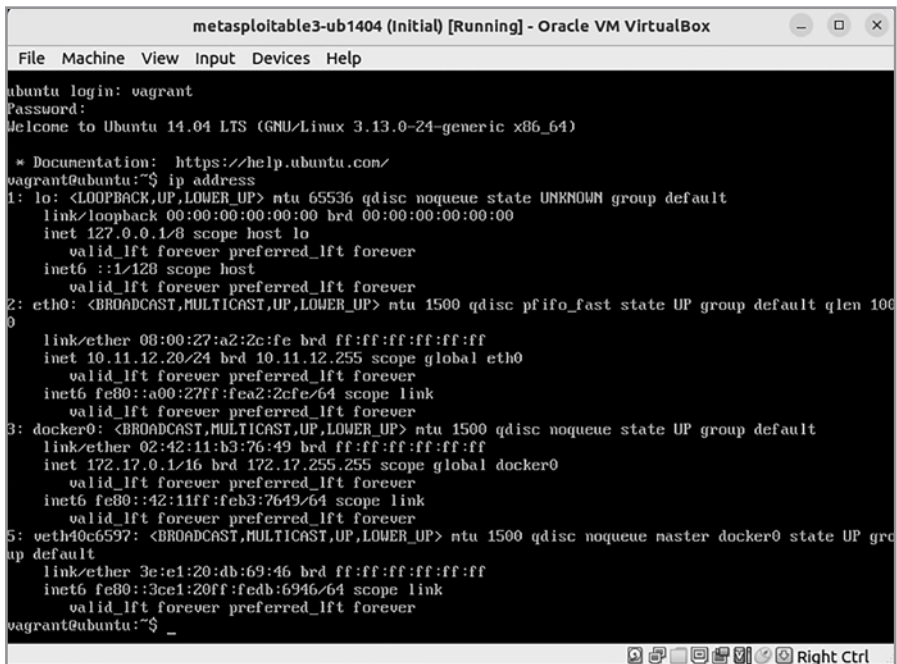 metasploitable3-ub1404 (Initial) [Running] - Oracle VM VirtualBox
File Machine View Input Devices Help
ubuntu login: vagrant
Password:
Welcome to Ubuntu 14.04 LTS (GNU/Linux 3.13.0-24-generic x86_64)
* Documentation: https://help.ubuntu.com/
vagrant@ubuntu:~$ ip address
1: lo: <LOOPBACK,UP,LOWER_UP> mtu 65536 qdisc noqueue state UNKNOWN group default
link/loopback 00:00:00:00:00:00 brd 00:00:00:00:00:00
inet 127.0.0.1/8 scope host lo
valid_lft forever preferred_lft forever
inet6 ::1/128 scope host
valid_lft forever preferred_lft forever
2: eth0: <BROADCAST,MULTICAST,UP,LOWER_UP> mtu 1500 qdisc pfifo_fast state UP group default qlen 100
0
link/ether 08:00:27:a2:2c:fe brd ff:ff:ff:ff:ff:ff
inet 10.11.12.20/24 brd 10.11.12.255 scope global eth0
valid_lft forever preferred_lft forever
inet6 fe80::a00:27ff:fea2:2cfe/64 scope link
valid_lft forever preferred_lft forever
3: docker0: <BROADCAST,MULTICAST,UP,LOWER_UP> mtu 1500 qdisc noqueue state UP group default
link/ether 02:42:11:b3:76:49 brd ff:ff:ff:ff:ff:ff
inet 172.17.0.1/16 brd 172.17.255.255 scope global docker0
valid_lft forever preferred_lft forever
inet6 fe80::42:11ff:feb3:7649/64 scope link
valid_lft forever preferred_lft forever
5: veth40c6597: <BROADCAST,MULTICAST,UP,LOWER_UP> mtu 1500 qdisc noqueue master docker0 state UP gro
up default
link/ether 3e:e1:20:db:69:46 brd ff:ff:ff:ff:ff:ff
inet6 fe80::3ce1:20ff:fedb:6946/64 scope link
valid_lft forever preferred_lft forever
vagrant@ubuntu:~$ _
Right Ctrl